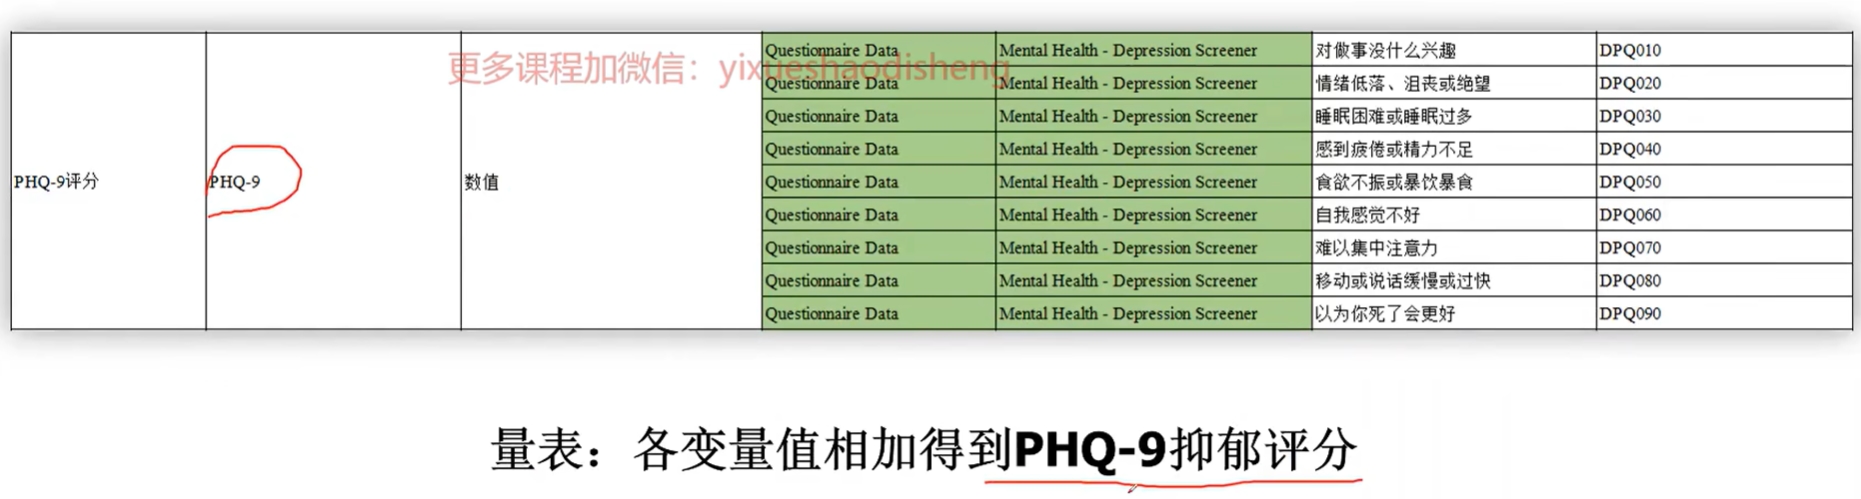 更多课程加微信：yixueshaodisheng
PHQ-9评分 PHQ-9 数值
Questionnaire Data Mental Health - Depression Screener 对做事没什么兴趣 DPQ010
Questionnaire Data Mental Health - Depression Screener 情绪低落、沮丧或绝望 DPQ020
Questionnaire Data Mental Health - Depression Screener 睡眠困难或睡眠过多 DPQ030
Questionnaire Data Mental Health - Depression Screener 感到疲倦或精力不足 DPQ040
Questionnaire Data Mental Health - Depression Screener 食欲不振或暴饮暴食 DPQ050
Questionnaire Data Mental Health - Depression Screener 自我感觉不好 DPQ060
Questionnaire Data Mental Health - Depression Screener 难以集中注意力 DPQ070
Questionnaire Data Mental Health - Depression Screener 移动或说话缓慢或过快 DPQ080
Questionnaire Data Mental Health - Depression Screener 以为你死了会更好 DPQ090
量表：各变量值相加得到PHQ-9抑郁评分